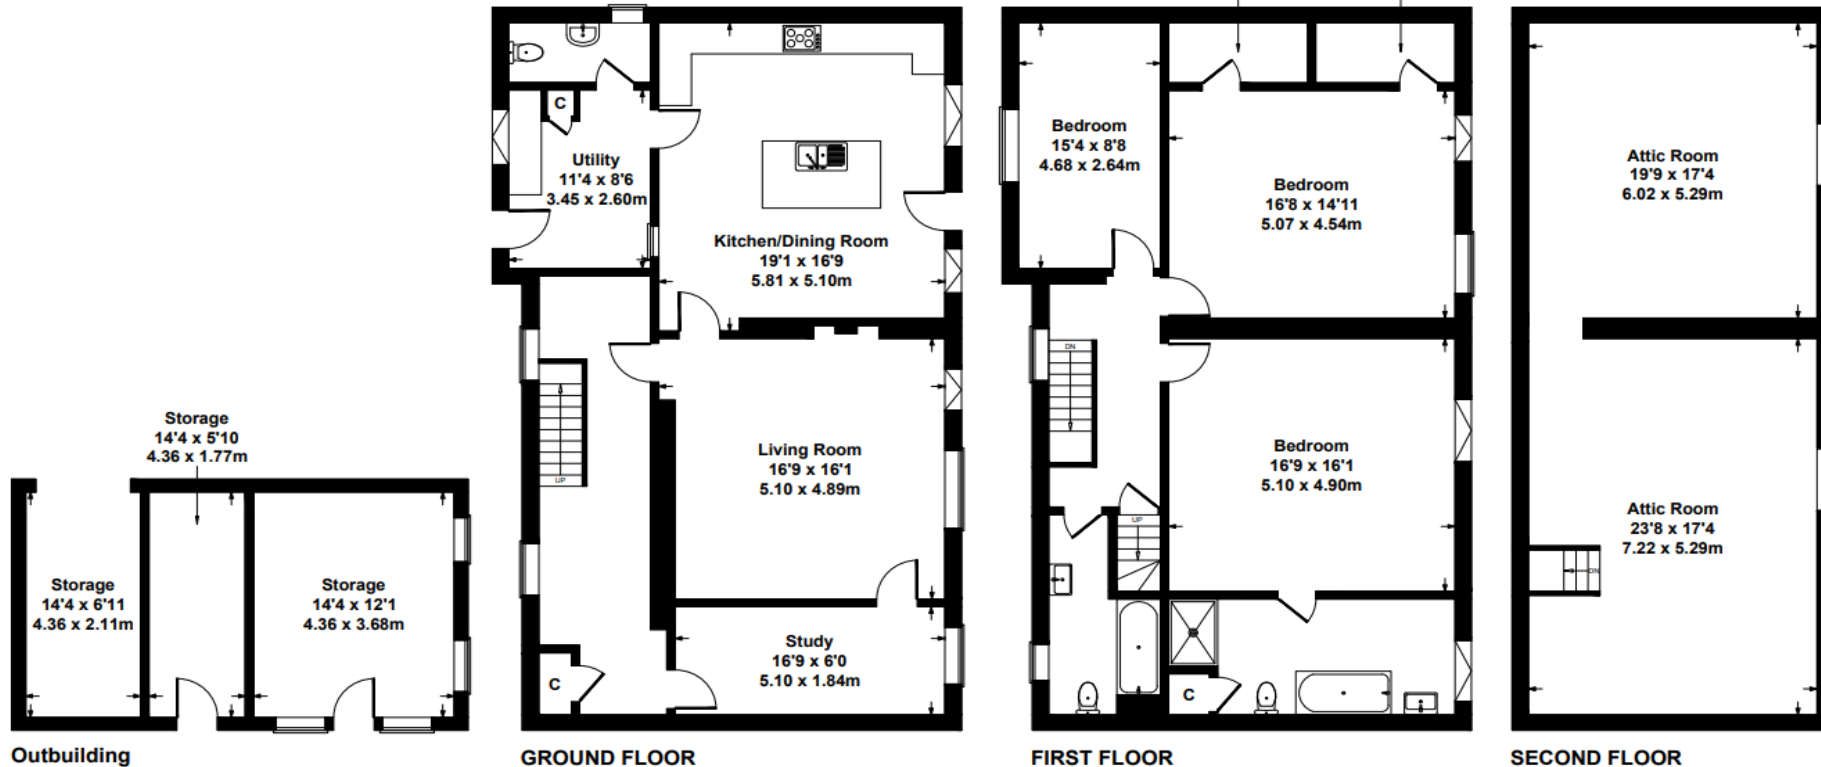 Storage
14'4 x 5'10
4.36 x 1.77m
Storage
14'4 x 6'11
4.36 x 2.11m
Storage
14'4 x 12'1
4.36 x 3.68m
Outbuilding
C
Utility
11'4 x 8'6
3.45 x 2.60m
Kitchen/Dining Room
19'1 x 16'9
5.81 x 5.10m
UP
Living Room
16'9 x 16'1
5.10 x 4.89m
Study
16'9 x 6'0
5.10 x 1.84m
C
GROUND FLOOR
Bedroom
15'4 x 8'8
4.68 x 2.64m
Bedroom
16'8 x 14'11
5.07 x 4.54m
DN
Bedroom
16'9 x 16'1
5.10 x 4.90m
UP
C
FIRST FLOOR
Attic Room
19'9 x 17'4
6.02 x 5.29m
Attic Room
23'8 x 17'4
7.22 x 5.29m
DN
SECOND FLOOR